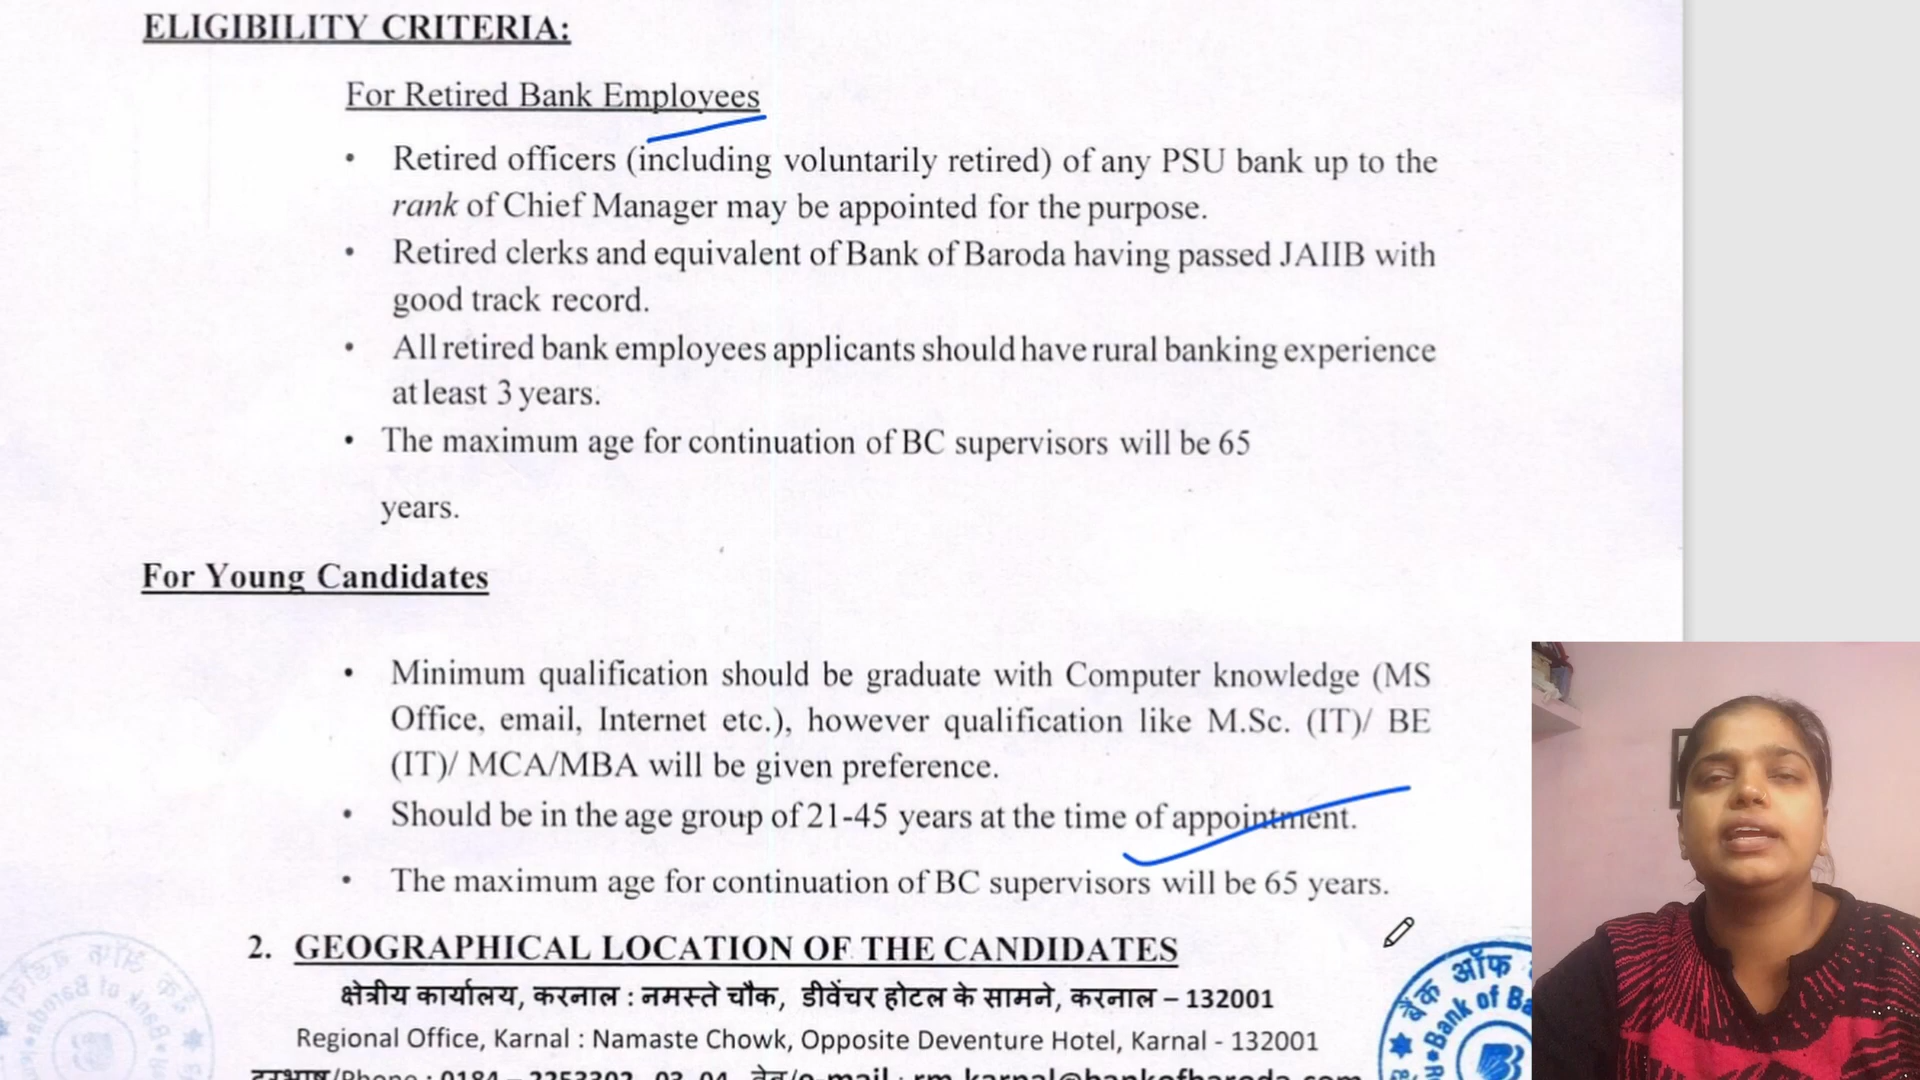 ELIGIBILITY CRITERIA:
For Retired Bank Employees
• Retired officers (including voluntarily retired) of any PSU bank up to the
rank of Chief Manager may be appointed for the purpose.
• Retired clerks and equivalent of Bank of Baroda having passed JAIIB with
good track record.
• All retired bank employees applicants should have rural banking experience
at least 3 years.
• The maximum age for continuation of BC supervisors will be 65
years.
For Young Candidates
• Minimum qualification should be graduate with Computer knowledge (MS
Office, email, Internet etc.), however qualification like M.Sc. (IT)/ BE
(IT)/ MCA/MBA will be given preference.
• Should be in the age group of 21-45 years at the time of appointment.
• The maximum age for continuation of BC supervisors will be 65 years.
2. GEOGRAPHICAL LOCATION OF THE CANDIDATES
क्षेत्रीय कार्यालय, करनाल : नमस्ते चौक, डीवेंचर होटल के सामने, करनाल – 132001
Regional Office, Karnal : Namaste Chowk, Opposite Deventure Hotel, Karnal - 132001
बैंक ऑफ
Bank of Ba